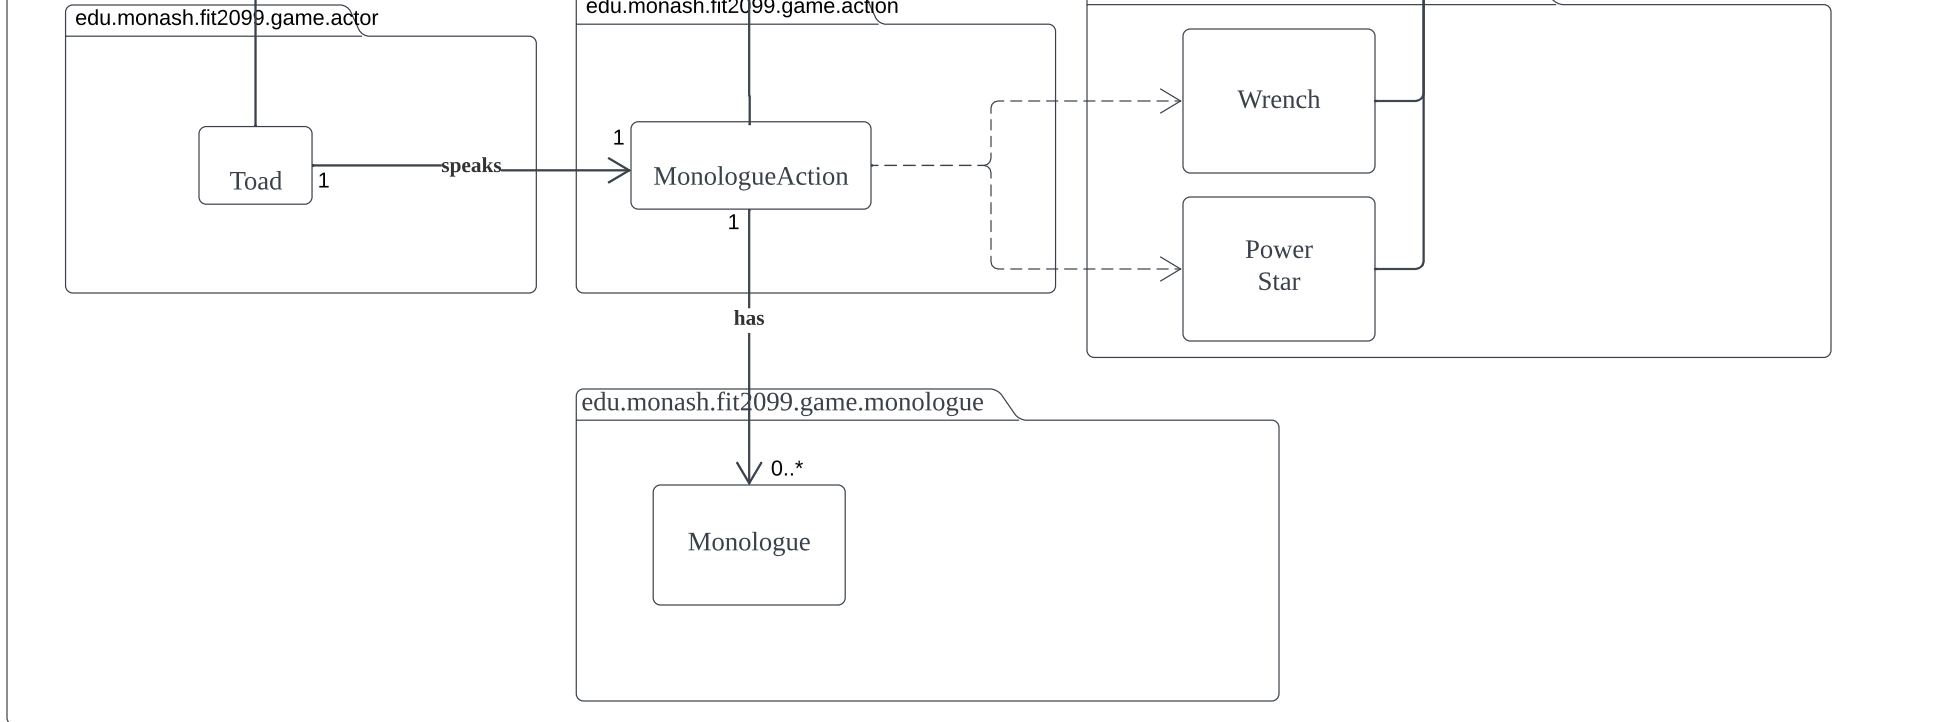 edu.monash.fit2099.game.actor
edu.monash.fit2099.game.action
Wrench
1
Toad
1
speaks
MonologueAction
1
Power
Star
has
edu.monash.fit2099.game.monologue
0..*
Monologue